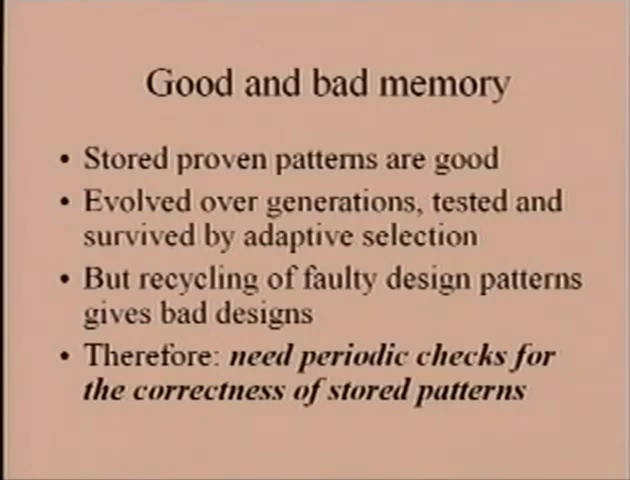 Good and bad memory
• Stored proven patterns are good
• Evolved over generations, tested and
survived by adaptive selection
• But recycling of faulty design patterns
gives bad designs
• Therefore: need periodic checks for
the correctness of stored patterns